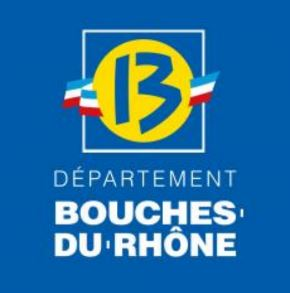 13
DÉPARTEMENT
BOUCHES-
DU-RHÔNE